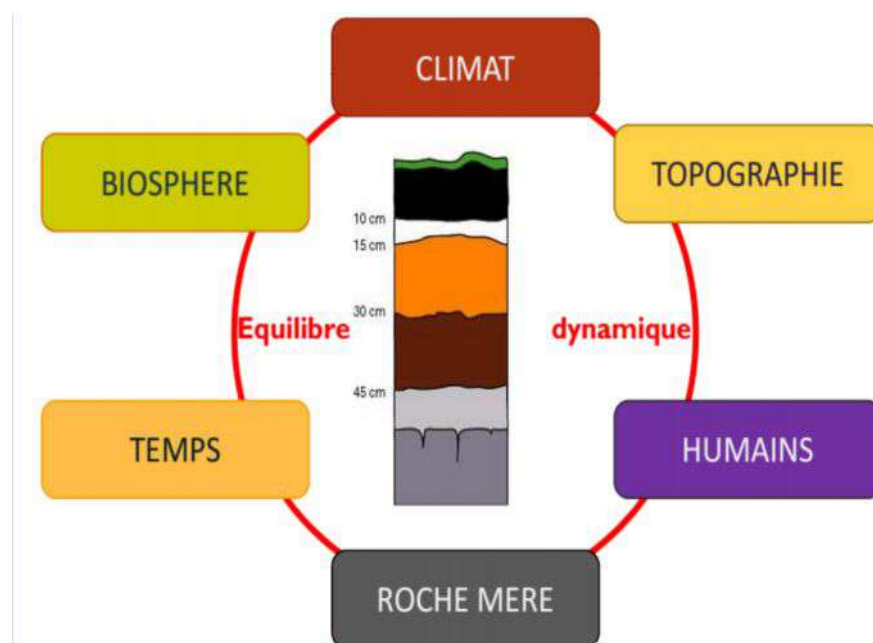 CLIMAT
BIOSPHERE
TOPOGRAPHIE
10 cm
15 cm
30 cm
Equilibre
dynamique
45 cm
TEMPS
HUMAINS
ROCHE MERE